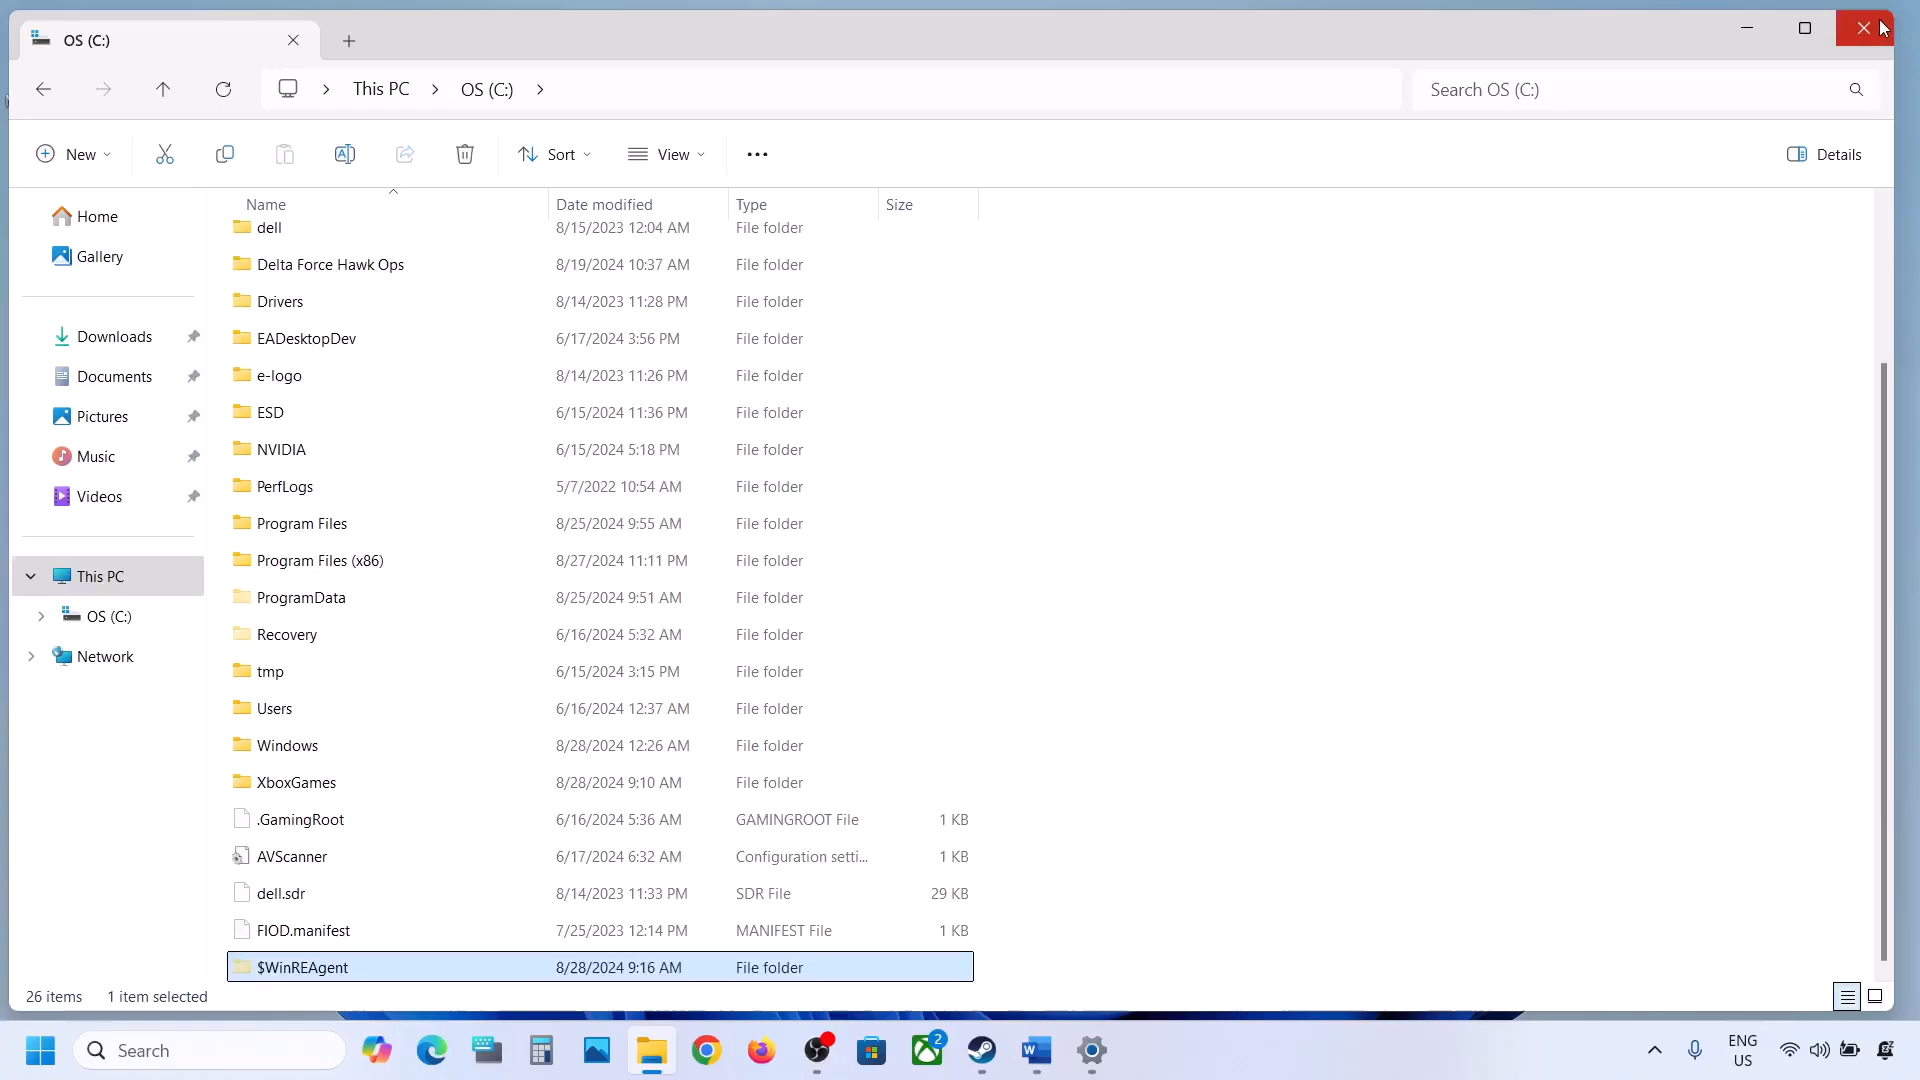 OS (C:)
This PC
OS (C:)
Search OS (C:)
New
Sort
View
Details
Name
Date modified
Type
Size
Home
Gallery
Downloads
Documents
Pictures
Music
Videos
This PC
OS (C:)
Network
dell 8/15/2023 12:04 AM File folder
Delta Force Hawk Ops 8/19/2024 10:37 AM File folder
Drivers 8/14/2023 11:28 PM File folder
EADesktopDev 6/17/2024 3:56 PM File folder
e-logo 8/14/2023 11:26 PM File folder
ESD 6/15/2024 11:36 PM File folder
NVIDIA 6/15/2024 5:18 PM File folder
PerfLogs 5/7/2022 10:54 AM File folder
Program Files 8/25/2024 9:55 AM File folder
Program Files (x86) 8/27/2024 11:11 PM File folder
ProgramData 8/25/2024 9:51 AM File folder
Recovery 6/16/2024 5:32 AM File folder
tmp 6/15/2024 3:15 PM File folder
Users 6/16/2024 12:37 AM File folder
Windows 8/28/2024 12:26 AM File folder
XboxGames 8/28/2024 9:10 AM File folder
.GamingRoot 6/16/2024 5:36 AM GAMINGROOT File 1 KB
AVScanner 6/17/2024 6:32 AM Configuration setti... 1 KB
dell.sdr 8/14/2023 11:33 PM SDR File 29 KB
FIOD.manifest 7/25/2023 12:14 PM MANIFEST File 1 KB
$WinREAgent 8/28/2024 9:16 AM File folder
26 items 1 item selected
Search
2
ENG
US